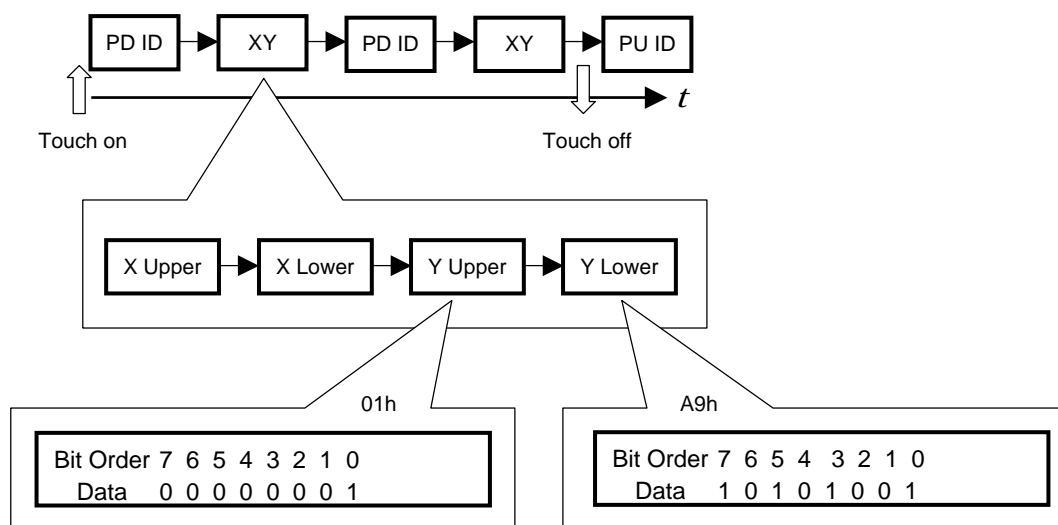 PD ID XY PD ID XY PU ID
t
Touch on Touch off
X Upper X Lower Y Upper Y Lower
01h A9h
Bit Order 7 6 5 4 3 2 1 0
Data 0 0 0 0 0 0 0 1
Bit Order 7 6 5 4 3 2 1 0
Data 1 0 1 0 1 0 0 1